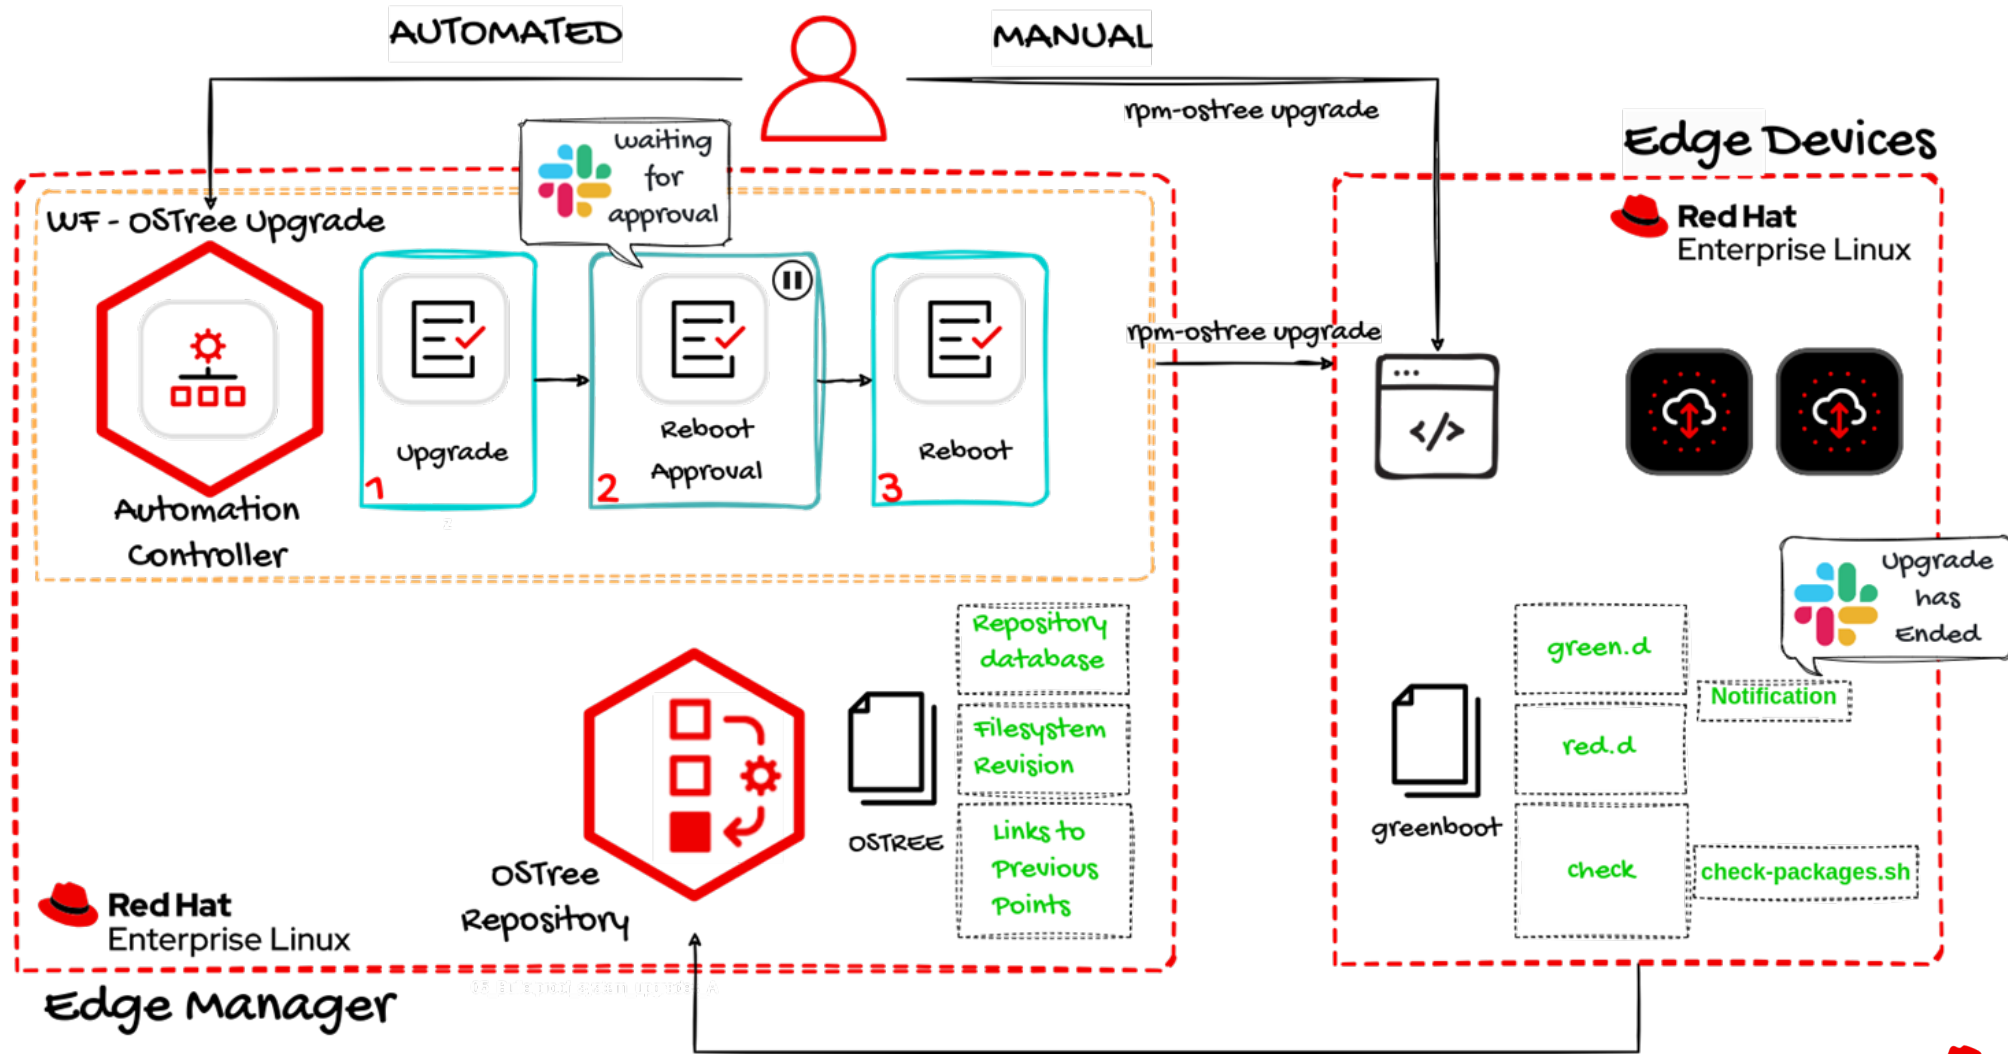 AUTOMATED
MANUAL
rpm-ostree upgrade
Edge Devices
waiting
for
approval
WF - OSTree Upgrade
Red Hat
Enterprise Linux
Automation
Controller
Upgrade
1
Reboot
Approval
2
Reboot
3
rpm-ostree upgrade
</>
Upgrade
has
Ended
Repository
database
Filesystem
Revision
Links to
Previous
Points
OSTREE
OSTree
Repository
green.d
red.d
check
Notification
check-packages.sh
greenboot
Red Hat
Enterprise Linux
Edge Manager